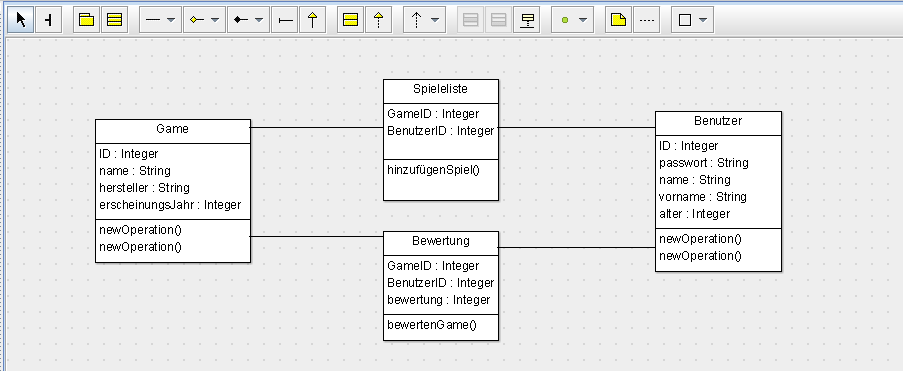 Game
ID : Integer
name : String
hersteller : String
erscheinungsJahr : Integer
newOperation()
newOperation()
Spieleliste
GameID : Integer
BenutzerID : Integer
hinzufügenSpiel()
Bewertung
GameID : Integer
BenutzerID : Integer
bewertung : Integer
bewertenGame()
Benutzer
ID : Integer
passwort : String
name : String
vorname : String
alter : Integer
newOperation()
newOperation()